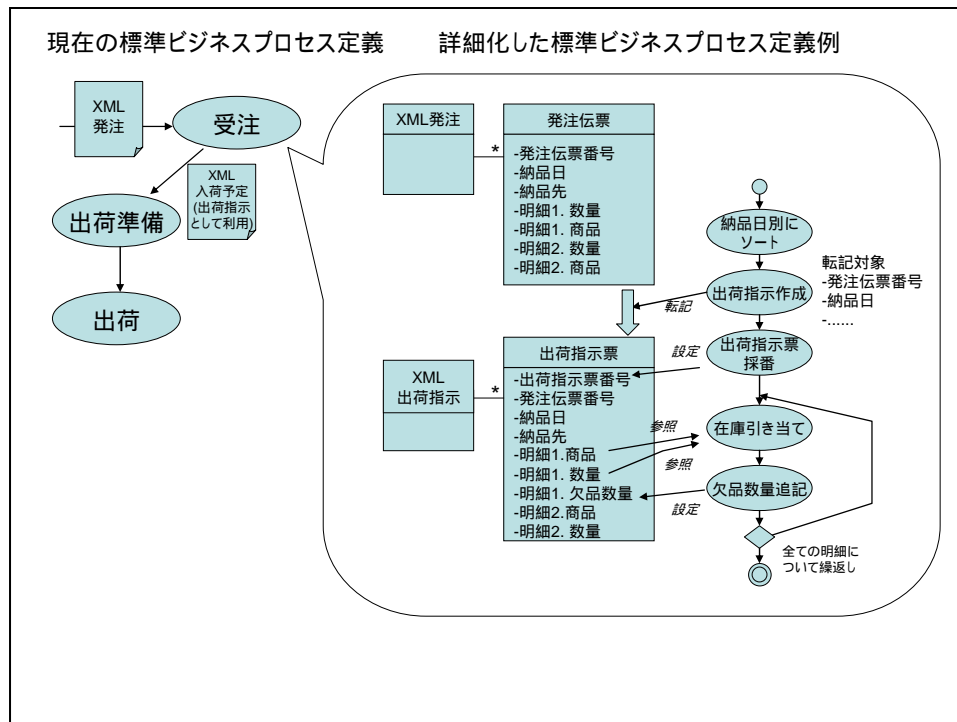 現在の標準ビジネスプロセス定義
詳細化した標準ビジネスプロセス定義例
XML
発注
受注
XML
入荷予定
(出荷指示
として利用)
出荷準備
出荷
XML発注
*
発注伝票
-発注伝票番号
-納品日
-納品先
-明細1. 数量
-明細1. 商品
-明細2. 数量
-明細2. 商品
納品日別に
ソート
出荷指示作成
転記対象
-発注伝票番号
-納品日
-......
転記
出荷指示票
採番
設定
XML
出荷指示
*
出荷指示票
-出荷指示票番号
-発注伝票番号
-納品日
-納品先
-明細1.商品
-明細1. 数量
-明細1. 欠品数量
-明細2.商品
-明細2. 数量
参照
参照
在庫引き当て
欠品数量追記
設定
全ての明細に
ついて繰返し